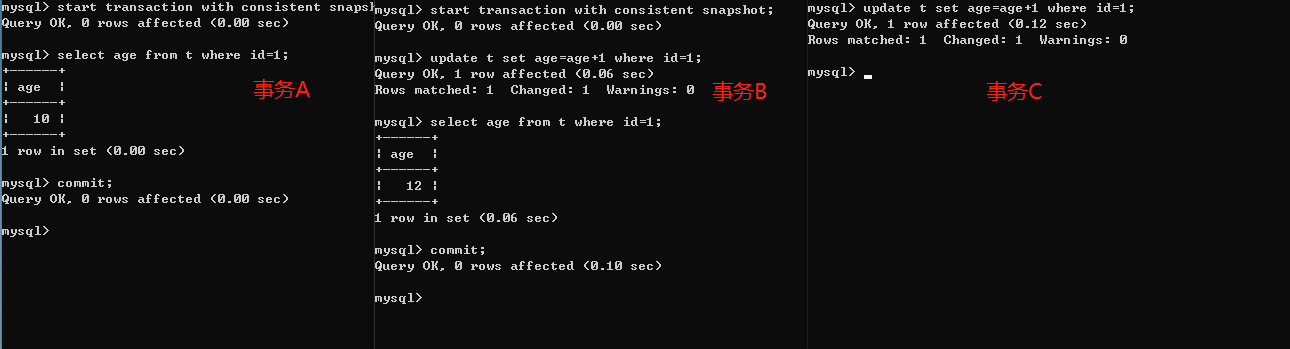 mysql> start transaction with consistent snapsh
Query OK, 0 rows affected (0.00 sec)
mysql> select age from t where id=1;
+------+
| age  |
+------+
|   10 |
+------+
1 row in set (0.00 sec)
mysql> commit;
Query OK, 0 rows affected (0.00 sec)
mysql>
事务A
mysql> start transaction with consistent snapshot;
Query OK, 0 rows affected (0.00 sec)
mysql> update t set age=age+1 where id=1;
Query OK, 1 row affected (0.06 sec)
Rows matched: 1  Changed: 1  Warnings: 0
mysql> select age from t where id=1;
+------+
| age  |
+------+
|   12 |
+------+
1 row in set (0.06 sec)
mysql> commit;
Query OK, 0 rows affected (0.10 sec)
mysql>
事务B
mysql> update t set age=age+1 where id=1;
Query OK, 1 row affected (0.12 sec)
Rows matched: 1  Changed: 1  Warnings: 0
mysql>
事务C